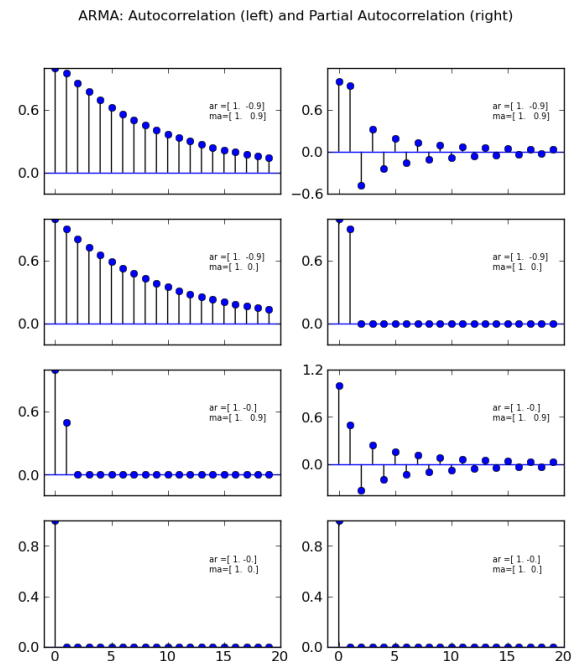 ARMA: Autocorrelation (left) and Partial Autocorrelation (right)
0.6
0.0
ar =[ 1.  -0.9]
ma=[ 1.   0.9]
0.6
0.0
−0.6
ar =[ 1.  -0.9]
ma=[ 1.   0.9]
0.6
0.0
ar =[ 1.  -0.9]
ma=[ 1.  0.]
0.6
0.0
ar =[ 1.  -0.9]
ma=[ 1.  0.]
0.6
0.0
ar =[ 1. -0.]
ma=[ 1.   0.9]
1.2
0.6
0.0
ar =[ 1. -0.]
ma=[ 1.   0.9]
0.8
0.4
0.0
ar =[ 1. -0.]
ma=[ 1.  0.]
0 5 10 15 20
0.8
0.4
0.0
ar =[ 1. -0.]
ma=[ 1.  0.]
0 5 10 15 20